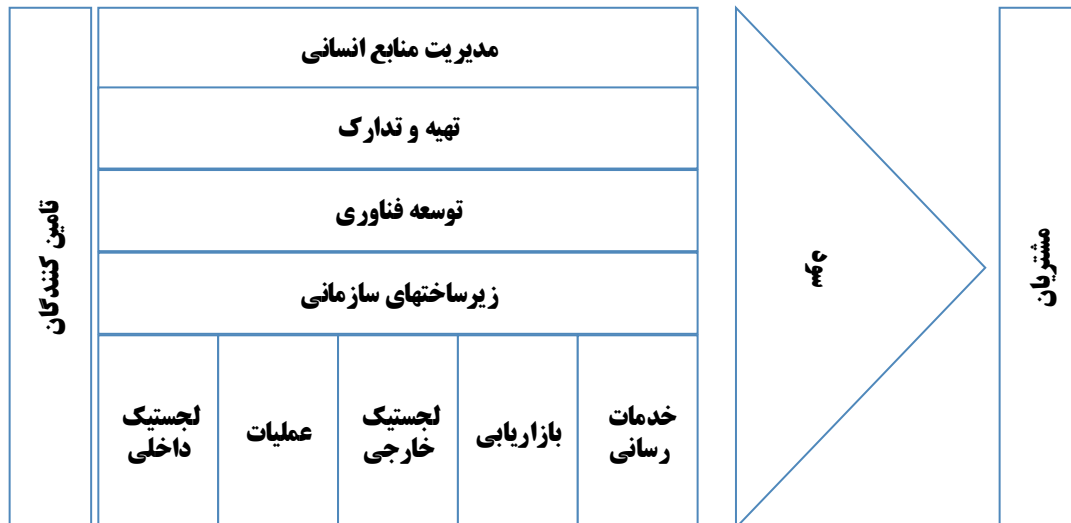 مدیریت منابع انسانی
تهیه و تدارک
توسعه فناوری
زیرساختهای سازمانی
تامین کنندگان
لجستیک
داخلی
عملیات
لجستیک
خارجی
بازاریابی
خدمات
رسانی
سود
مشتریان